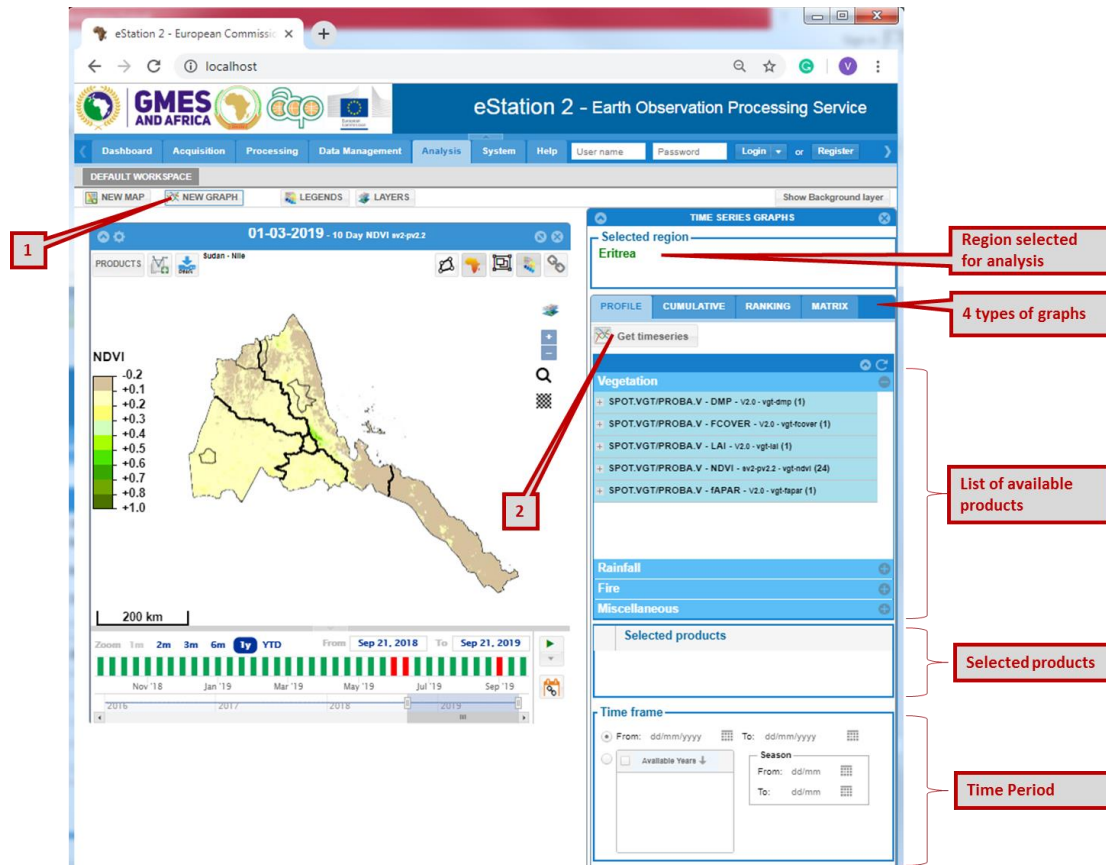 eStation 2 - European Commissio
localhost
GMES
AND AFRICA
acp
eStation 2 - Earth Observation Processing Service
Dashboard Acquisition Processing Data Management Analysis System Help User name Password Login or Register
DEFAULT WORKSPACE
NEW MAP NEW GRAPH LEGENDS LAYERS Show Background layer
1
01-03-2019 - 10 Day NDVI sv2-pv2.2
PRODUCTS
Sudan - Nile
NDVI
-0.2
+0.1
+0.2
+0.3
+0.4
+0.5
+0.6
+0.7
+0.8
+1.0
200 km
Zoom 1m 2m 3m 6m 1y YTD From Sep 21, 2018 To Sep 21, 2019
Nov '18 Jan '19 Mar '19 May '19 Jul '19 Sep '19
2016 2017 2018 2019
TIME SERIES GRAPHS
Selected region
Eritrea
PROFILE CUMULATIVE RANKING MATRIX
Get timeseries
2
Vegetation
SPOT.VGT/PROBA.V - DMP - V2.0 - vgt-dmp (1)
SPOT.VGT/PROBA.V - FCOVER - V2.0 - vgt-fcover (1)
SPOT.VGT/PROBA.V - LAI - V2.0 - vgt-lai (1)
SPOT.VGT/PROBA.V - NDVI - sv2-pv2.2 - vgt-ndvi (24)
SPOT.VGT/PROBA.V - fAPAR - V2.0 - vgt-fapar (1)
Rainfall
Fire
Miscellaneous
Selected products
Time frame
From: dd/mm/yyyy To: dd/mm/yyyy
Available Years
Season
From: dd/mm
To: dd/mm
Region selected
for analysis
4 types of graphs
List of available
products
Selected products
Time Period